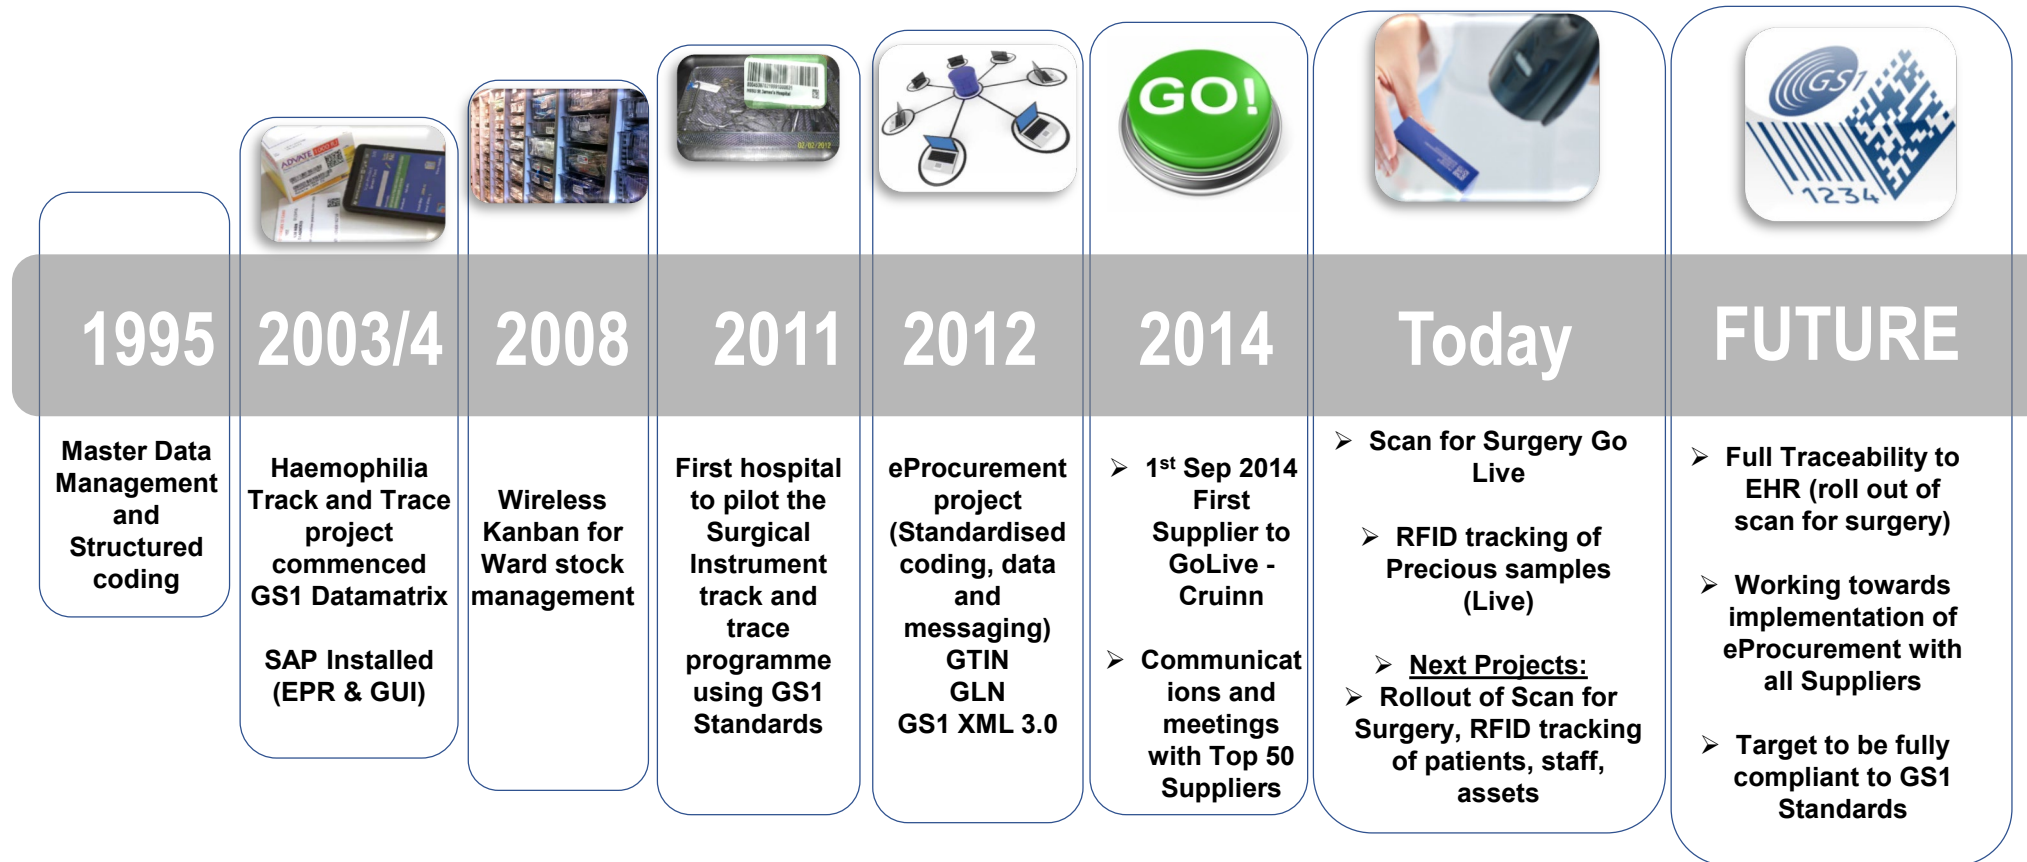 ADVATE
02/02/2012
GO!
GS1
1234
1995
2003/4
2008
2011
2012
2014
Today
FUTURE
Master Data
Management
and
Structured
coding
Haemophilia
Track and Trace
project
commenced
GS1 Datamatrix
SAP Installed
(EPR & GUI)
Wireless
Kanban for
Ward stock
management
First hospital
to pilot the
Surgical
Instrument
track and
trace
programme
using GS1
Standards
eProcurement
project
(Standardised
coding, data
and
messaging)
GTIN
GLN
GS1 XML 3.0
➢ 1st Sep 2014
First
Supplier to
GoLive -
Cruinn
➢ Communicat
ions and
meetings
with Top 50
Suppliers
➢ Scan for Surgery Go
Live
➢ RFID tracking of
Precious samples
(Live)
➢ Next Projects:
➢ Rollout of Scan for
Surgery, RFID tracking
of patients, staff,
assets
➢ Full Traceability to
EHR (roll out of
scan for surgery)
➢ Working towards
implementation of
eProcurement with
all Suppliers
➢ Target to be fully
compliant to GS1
Standards